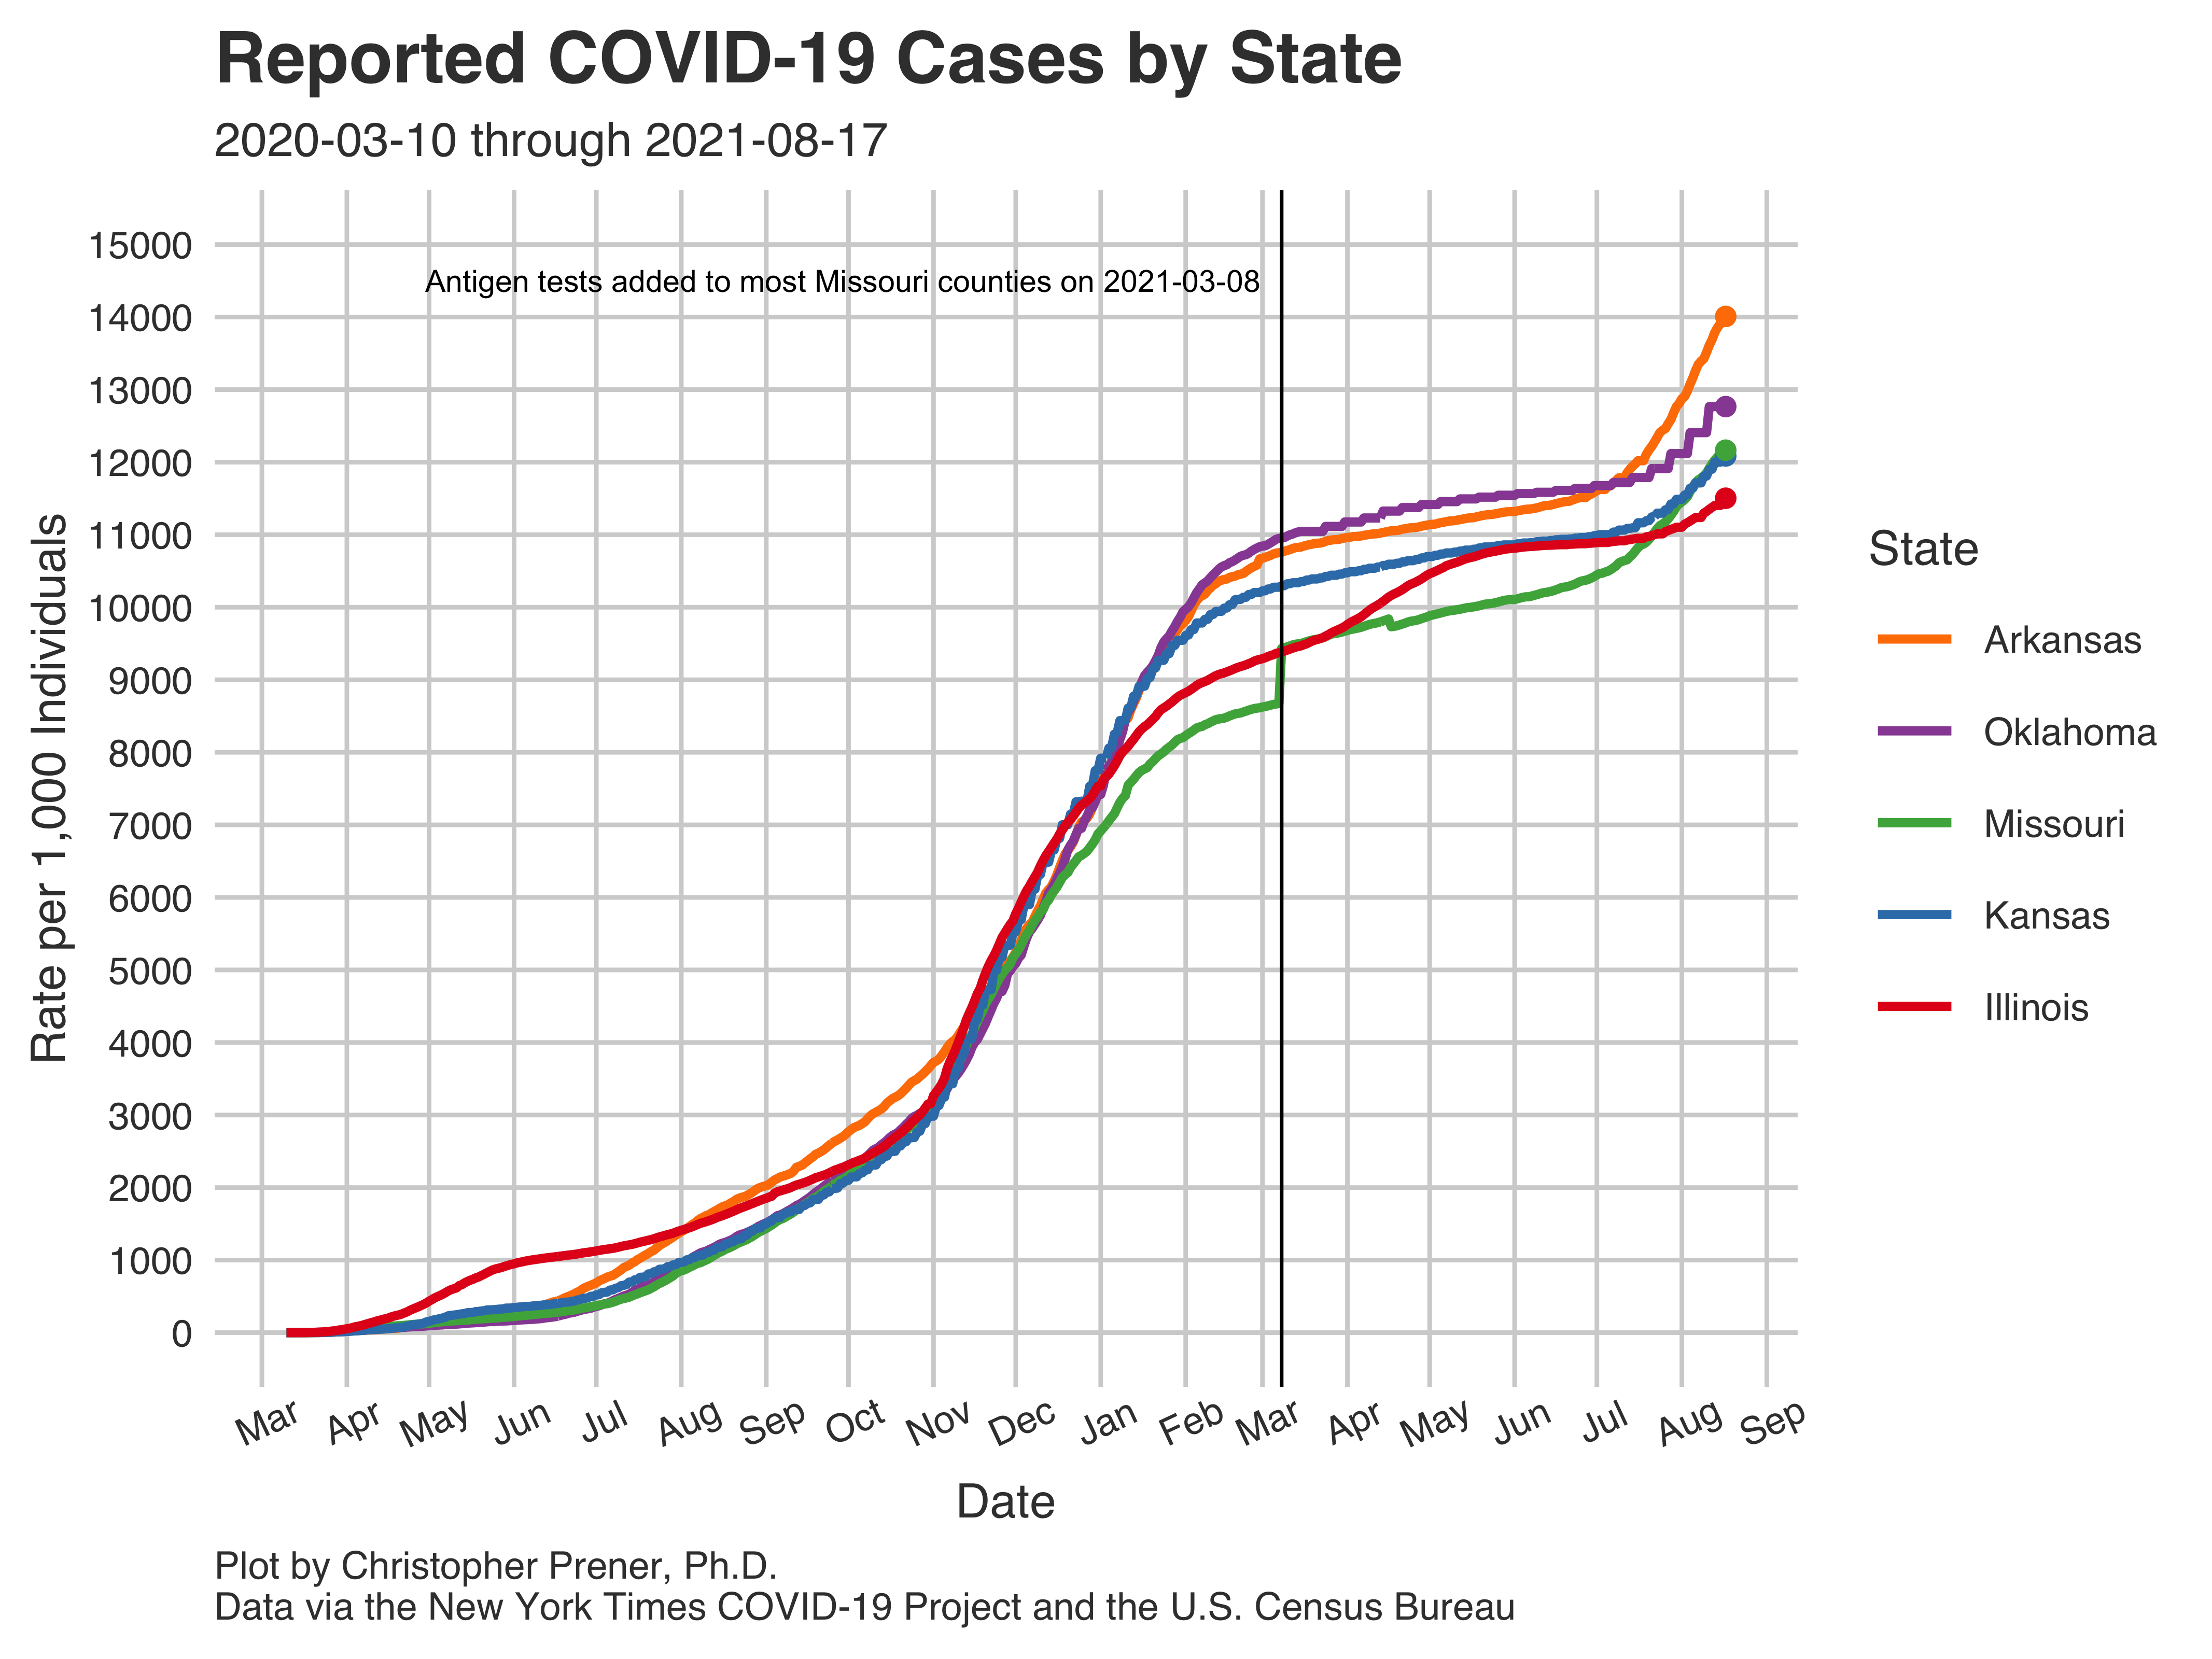 Reported COVID-19 Cases by State
2020-03-10 through 2021-08-17
Rate per 1,000 Individuals
15000
14000
13000
12000
11000
10000
9000
8000
7000
6000
5000
4000
3000
2000
1000
0
Antigen tests added to most Missouri counties on 2021-03-08
Mar Apr May Jun Jul Aug Sep Oct Nov Dec Jan Feb Mar Apr May Jun Jul Aug Sep
Date
State
Arkansas
Oklahoma
Missouri
Kansas
Illinois
Plot by Christopher Prener, Ph.D.
Data via the New York Times COVID-19 Project and the U.S. Census Bureau